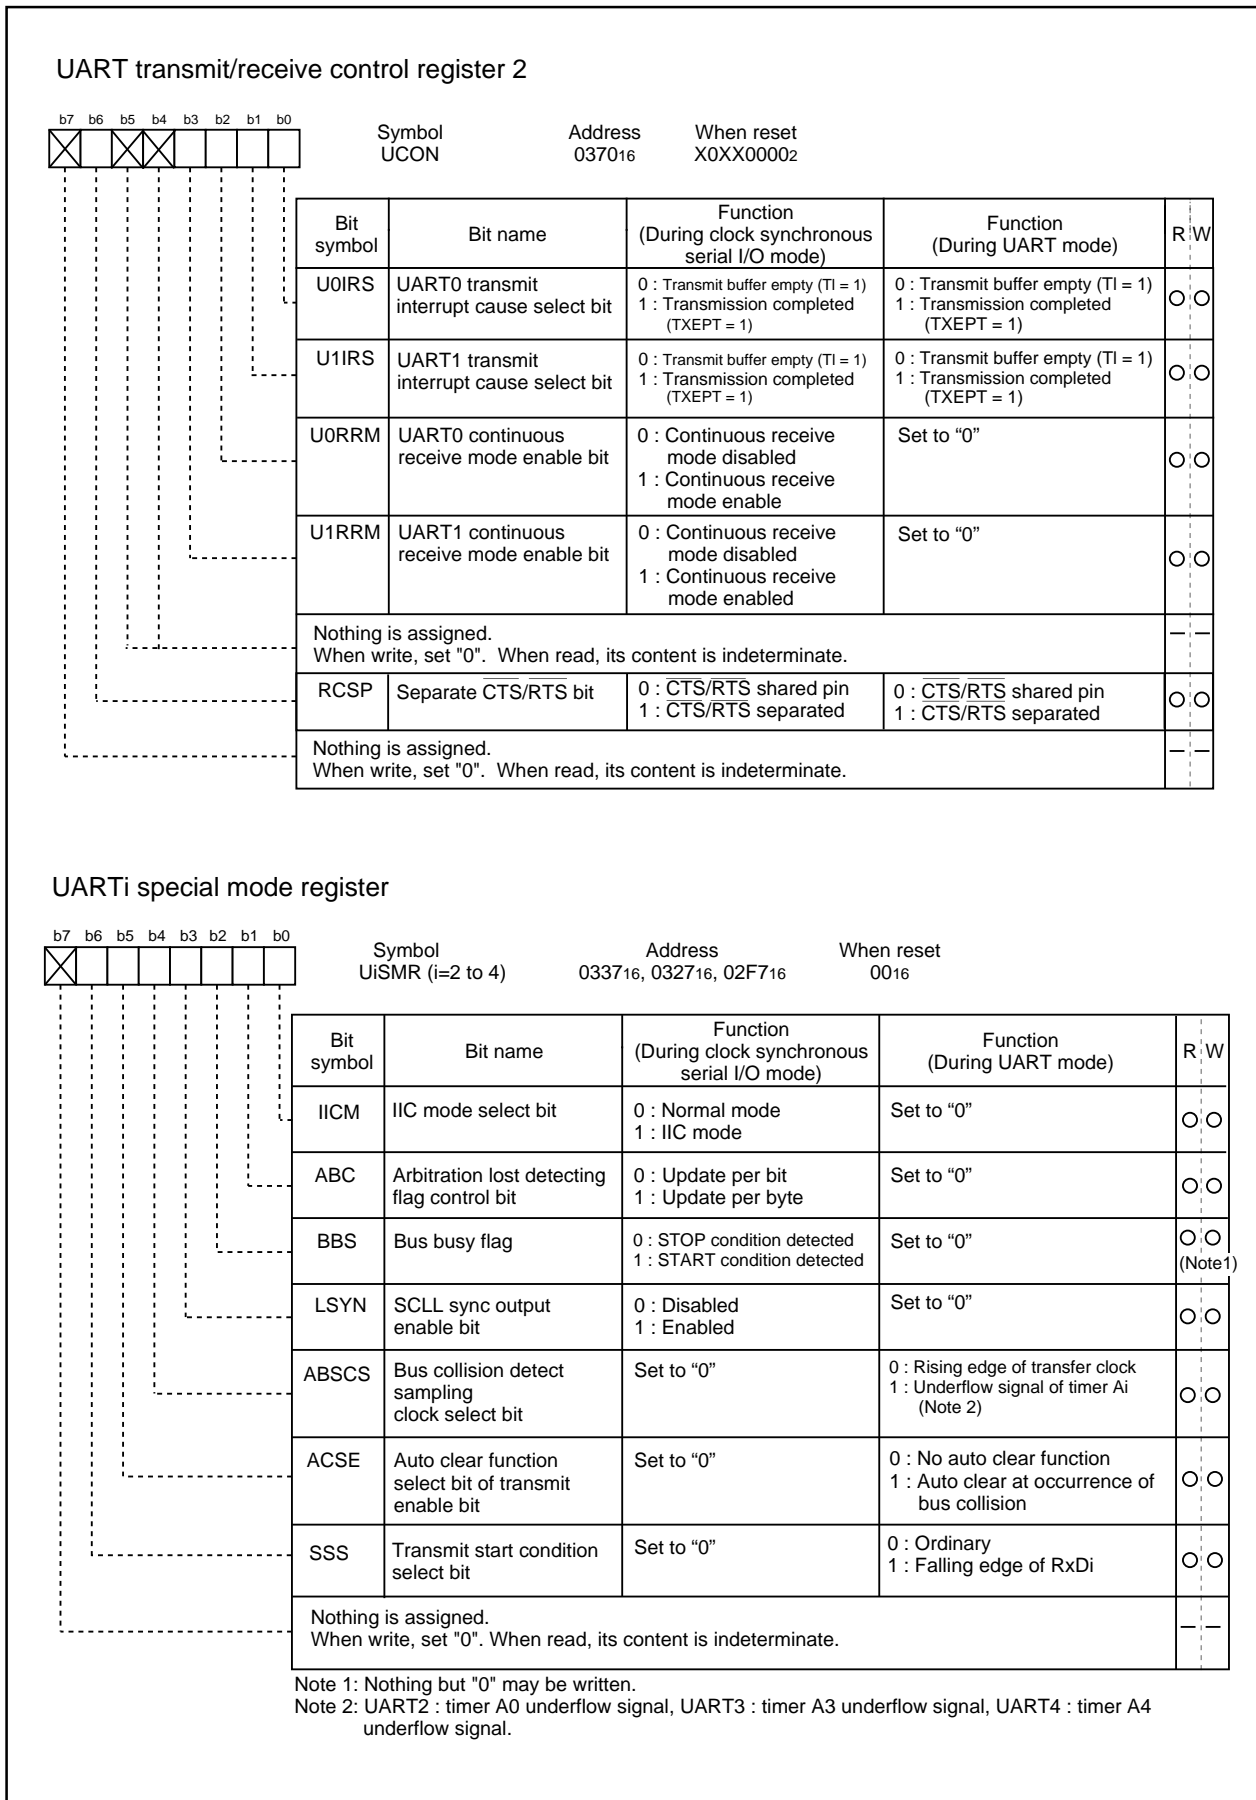 UART transmit/receive control register 2
b7 b6 b5 b4 b3 b2 b1 b0
Symbol Address When reset
UCON 037016 X0XX00002
Bit symbol
Bit name
Function
(During clock synchronous
serial I/O mode)
Function
(During UART mode)
R W
U0IRS
UART0 transmit
interrupt cause select bit
0 : Transmit buffer empty (TI = 1)
1 : Transmission completed
(TXEPT = 1)
0 : Transmit buffer empty (TI = 1)
1 : Transmission completed
(TXEPT = 1)
U1IRS
UART1 transmit
interrupt cause select bit
0 : Transmit buffer empty (TI = 1)
1 : Transmission completed
(TXEPT = 1)
0 : Transmit buffer empty (TI = 1)
1 : Transmission completed
(TXEPT = 1)
U0RRM
UART0 continuous
receive mode enable bit
0 : Continuous receive
mode disabled
1 : Continuous receive
mode enable
Set to “0”
U1RRM
UART1 continuous
receive mode enable bit
0 : Continuous receive
mode disabled
1 : Continuous receive
mode enabled
Set to “0”
Nothing is assigned.
When write, set "0". When read, its content is indeterminate.
RCSP
Separate CTS/RTS bit
0 : CTS/RTS shared pin
1 : CTS/RTS separated
0 : CTS/RTS shared pin
1 : CTS/RTS separated
Nothing is assigned.
When write, set "0". When read, its content is indeterminate.
UARTi special mode register
b7 b6 b5 b4 b3 b2 b1 b0
Symbol Address When reset
UiSMR (i=2 to 4) 033716, 032716, 02F716 0016
Bit symbol
Bit name
Function
(During clock synchronous
serial I/O mode)
Function
(During UART mode)
R W
IICM
IIC mode select bit
0 : Normal mode
1 : IIC mode
Set to “0”
ABC
Arbitration lost detecting
flag control bit
0 : Update per bit
1 : Update per byte
Set to “0”
BBS
Bus busy flag
0 : STOP condition detected
1 : START condition detected
Set to “0”
(Note1)
LSYN
SCLL sync output
enable bit
0 : Disabled
1 : Enabled
Set to “0”
ABSCS
Bus collision detect
sampling
clock select bit
Set to “0”
0 : Rising edge of transfer clock
1 : Underflow signal of timer Ai
(Note 2)
ACSE
Auto clear function
select bit of transmit
enable bit
Set to “0”
0 : No auto clear function
1 : Auto clear at occurrence of
bus collision
SSS
Transmit start condition
select bit
Set to “0”
0 : Ordinary
1 : Falling edge of RxDi
Nothing is assigned.
When write, set "0". When read, its content is indeterminate.
Note 1: Nothing but "0" may be written.
Note 2: UART2 : timer A0 underflow signal, UART3 : timer A3 underflow signal, UART4 : timer A4
underflow signal.